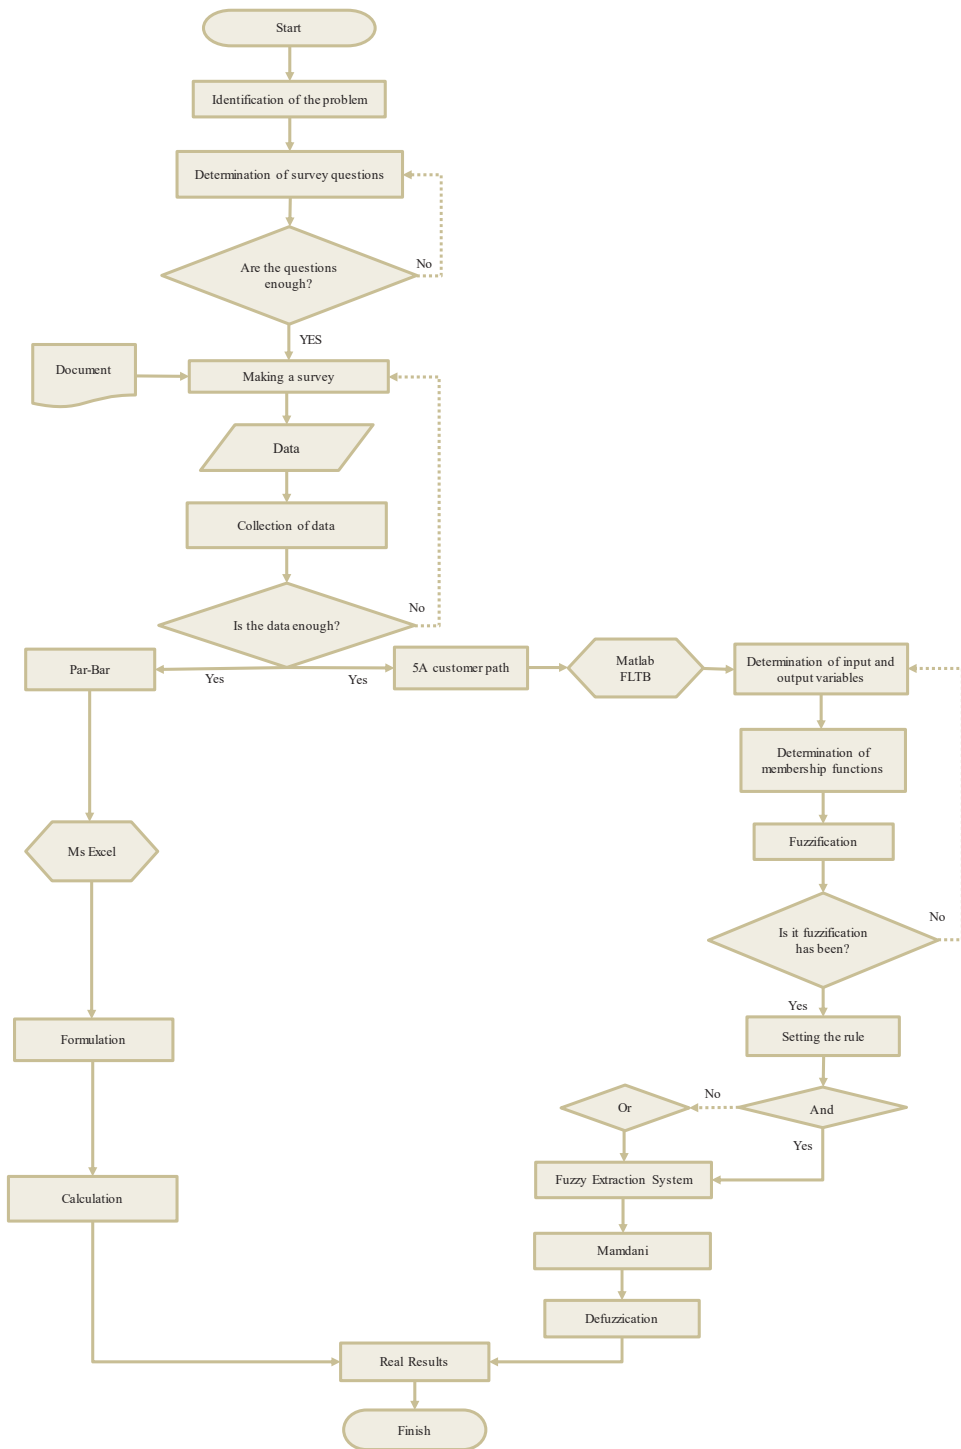 Start
Identification of the problem
Determination of survey questions
No
Are the questions
enough?
YES
Document
Making a survey
Data
Collection of data
No
Is the data enough?
Par-Bar
Yes
Yes
5A customer path
Matlab
FLTB
Determination of input and
output variables
Determination of
membership functions
Fuzzification
Ms Excel
No
Is it fuzzification
has been?
Yes
Setting the rule
Formulation
No
Or
And
Yes
Fuzzy Extraction System
Calculation
Mamdani
Defuzzication
Real Results
Finish